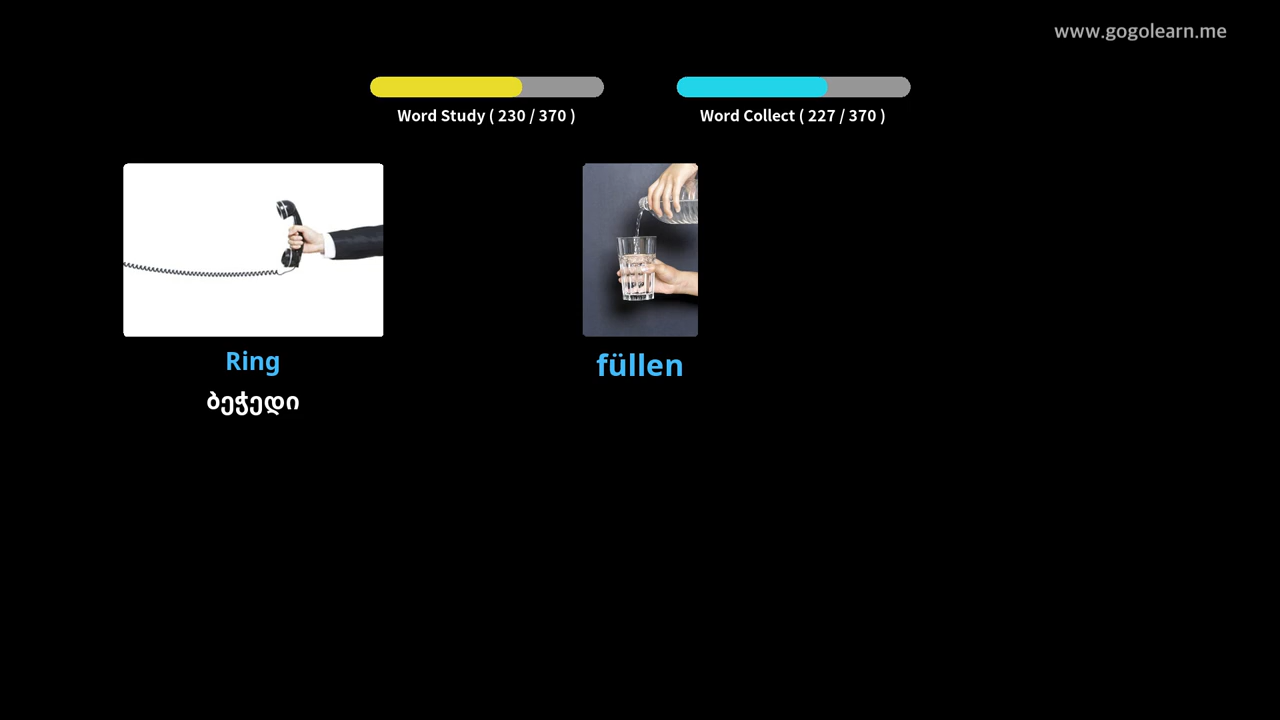 www.gogolearn.me
Word Study ( 230 / 370 )
Word Collect ( 227 / 370 )
Ring
ბეჭედი
füllen